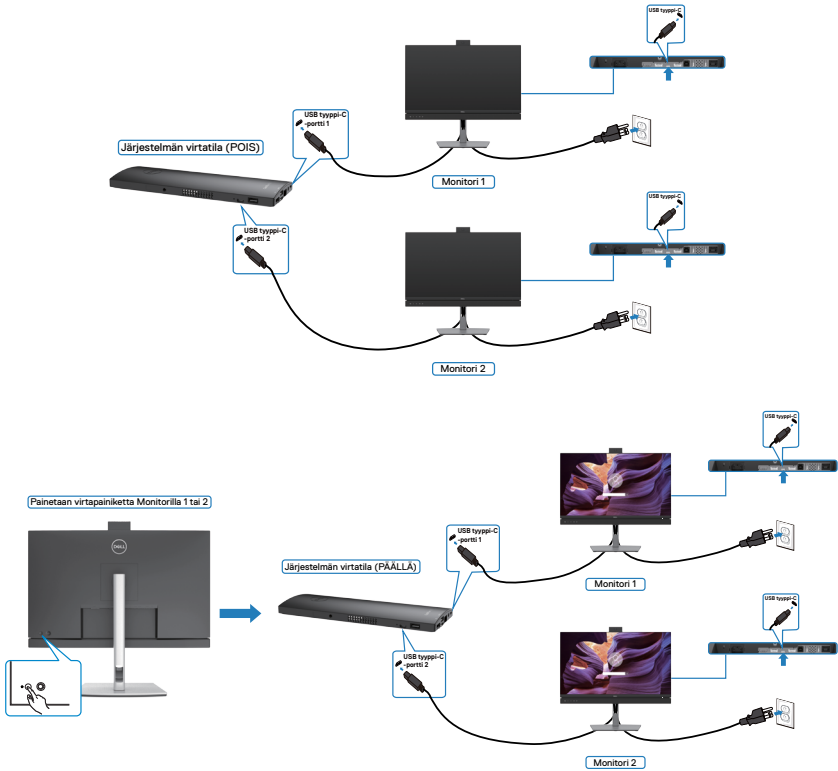 USB tyyppi-C
USB tyyppi-C
-portti 1
Järjestelmän virtatila (POIS)
Monitori 1
USB tyyppi-C
USB tyyppi-C
-portti 2
Monitori 2
USB tyyppi-C
Painetaan virtapainiketta Monitorilla 1 tai 2
DELL
USB tyyppi-C
-portti 1
Järjestelmän virtatila (PÄÄLLÄ)
Monitori 1
USB tyyppi-C
USB tyyppi-C
-portti 2
Monitori 2